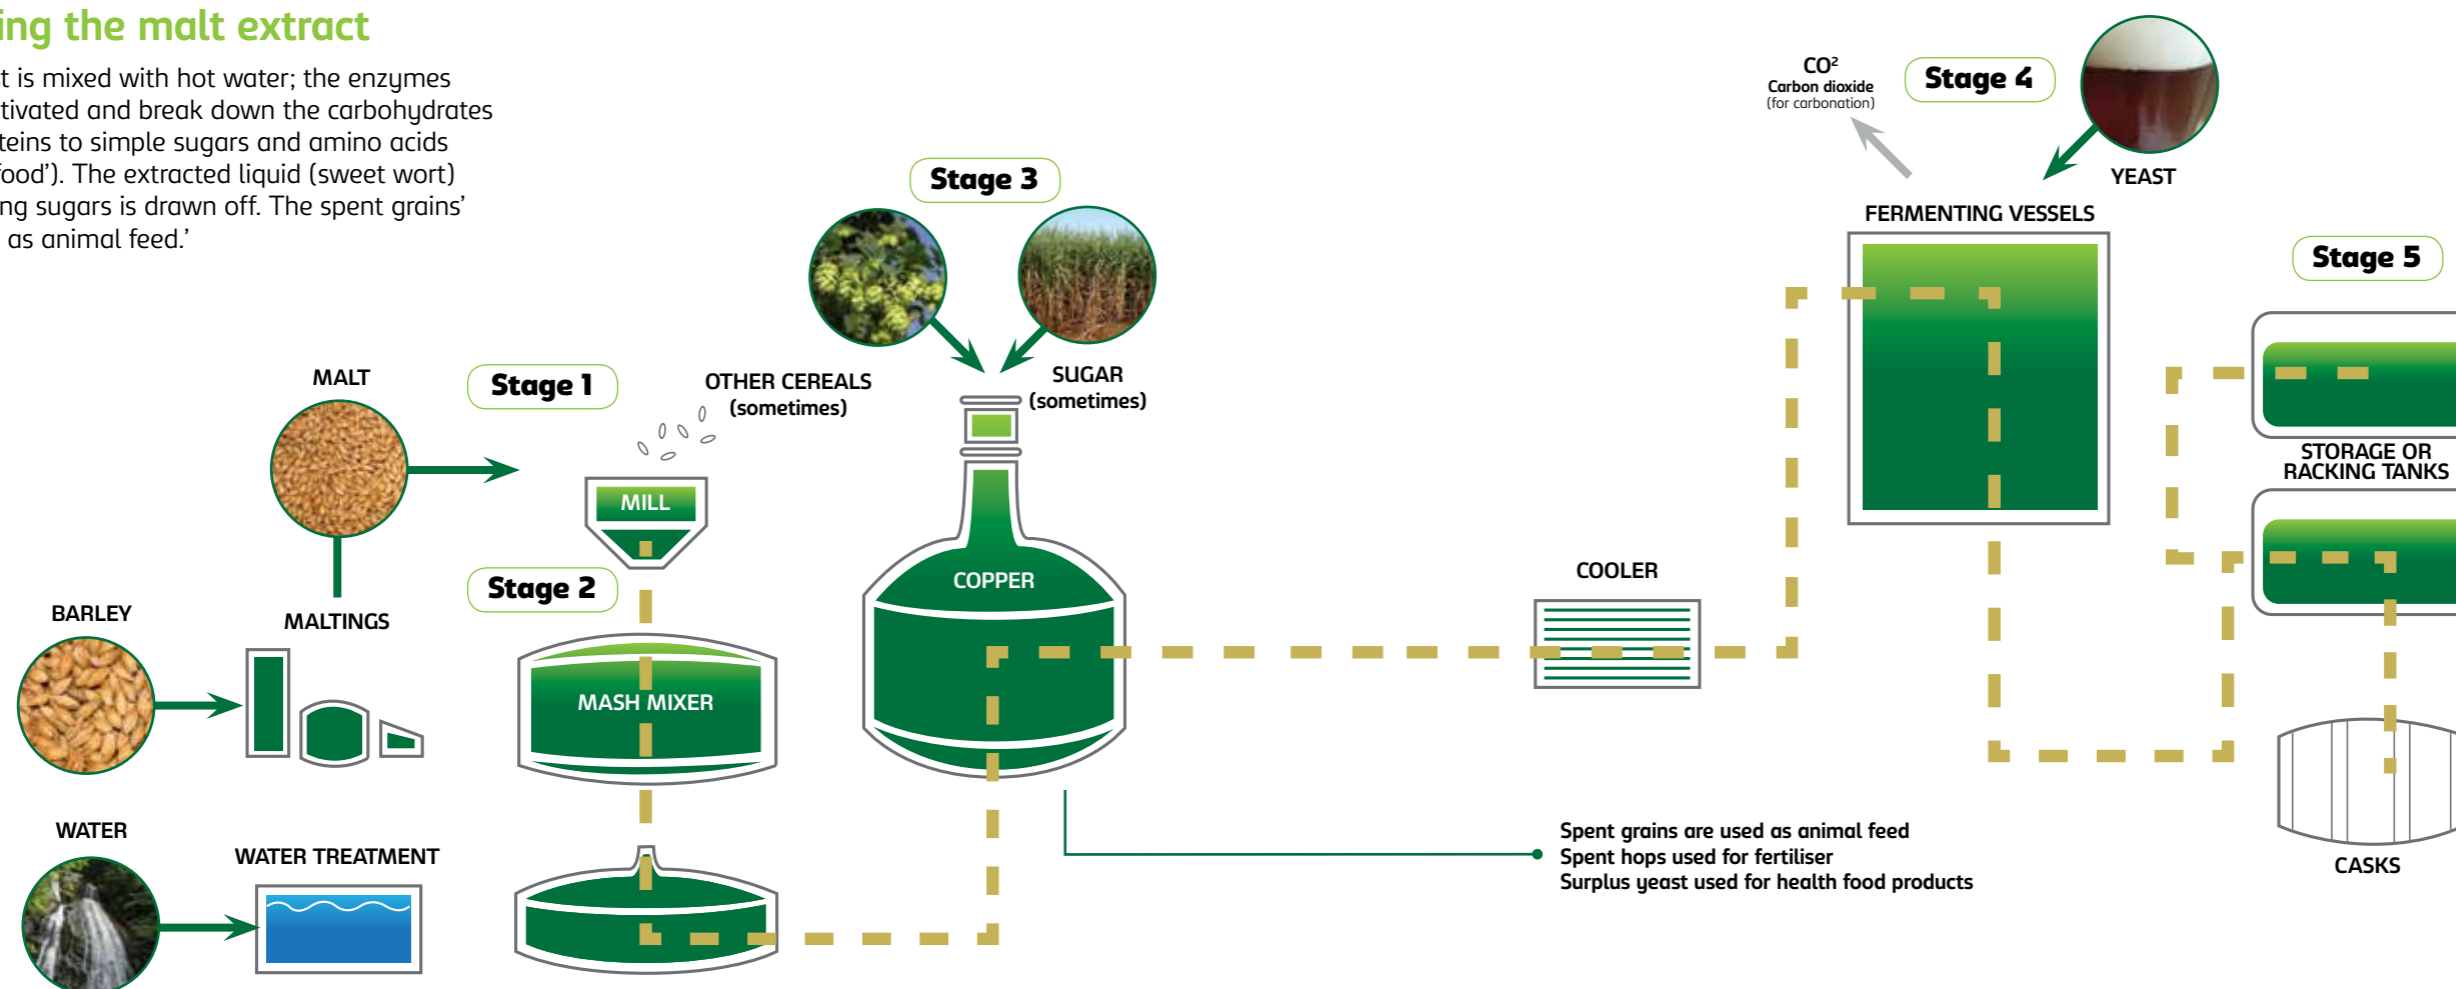 ing the malt extract
t is mixed with hot water; the enzymes
tivated and break down the carbohydrates
teins to simple sugars and amino acids
food’). The extracted liquid (sweet wort)
ng sugars is drawn off. The spent grains’
as animal feed.’
CO²
Carbon dioxide
(for carbonation)
Stage 4
YEAST
FERMENTING VESSELS
Stage 3
Stage 5
SUGAR
(sometimes)
MALT
Stage 1
OTHER CEREALS
(sometimes)
MILL
STORAGE OR
RACKING TANKS
Stage 2
COPPER
COOLER
BARLEY
MALTINGS
MASH MIXER
WATER
WATER TREATMENT
Spent grains are used as animal feed
Spent hops used for fertiliser
Surplus yeast used for health food products
CASKS